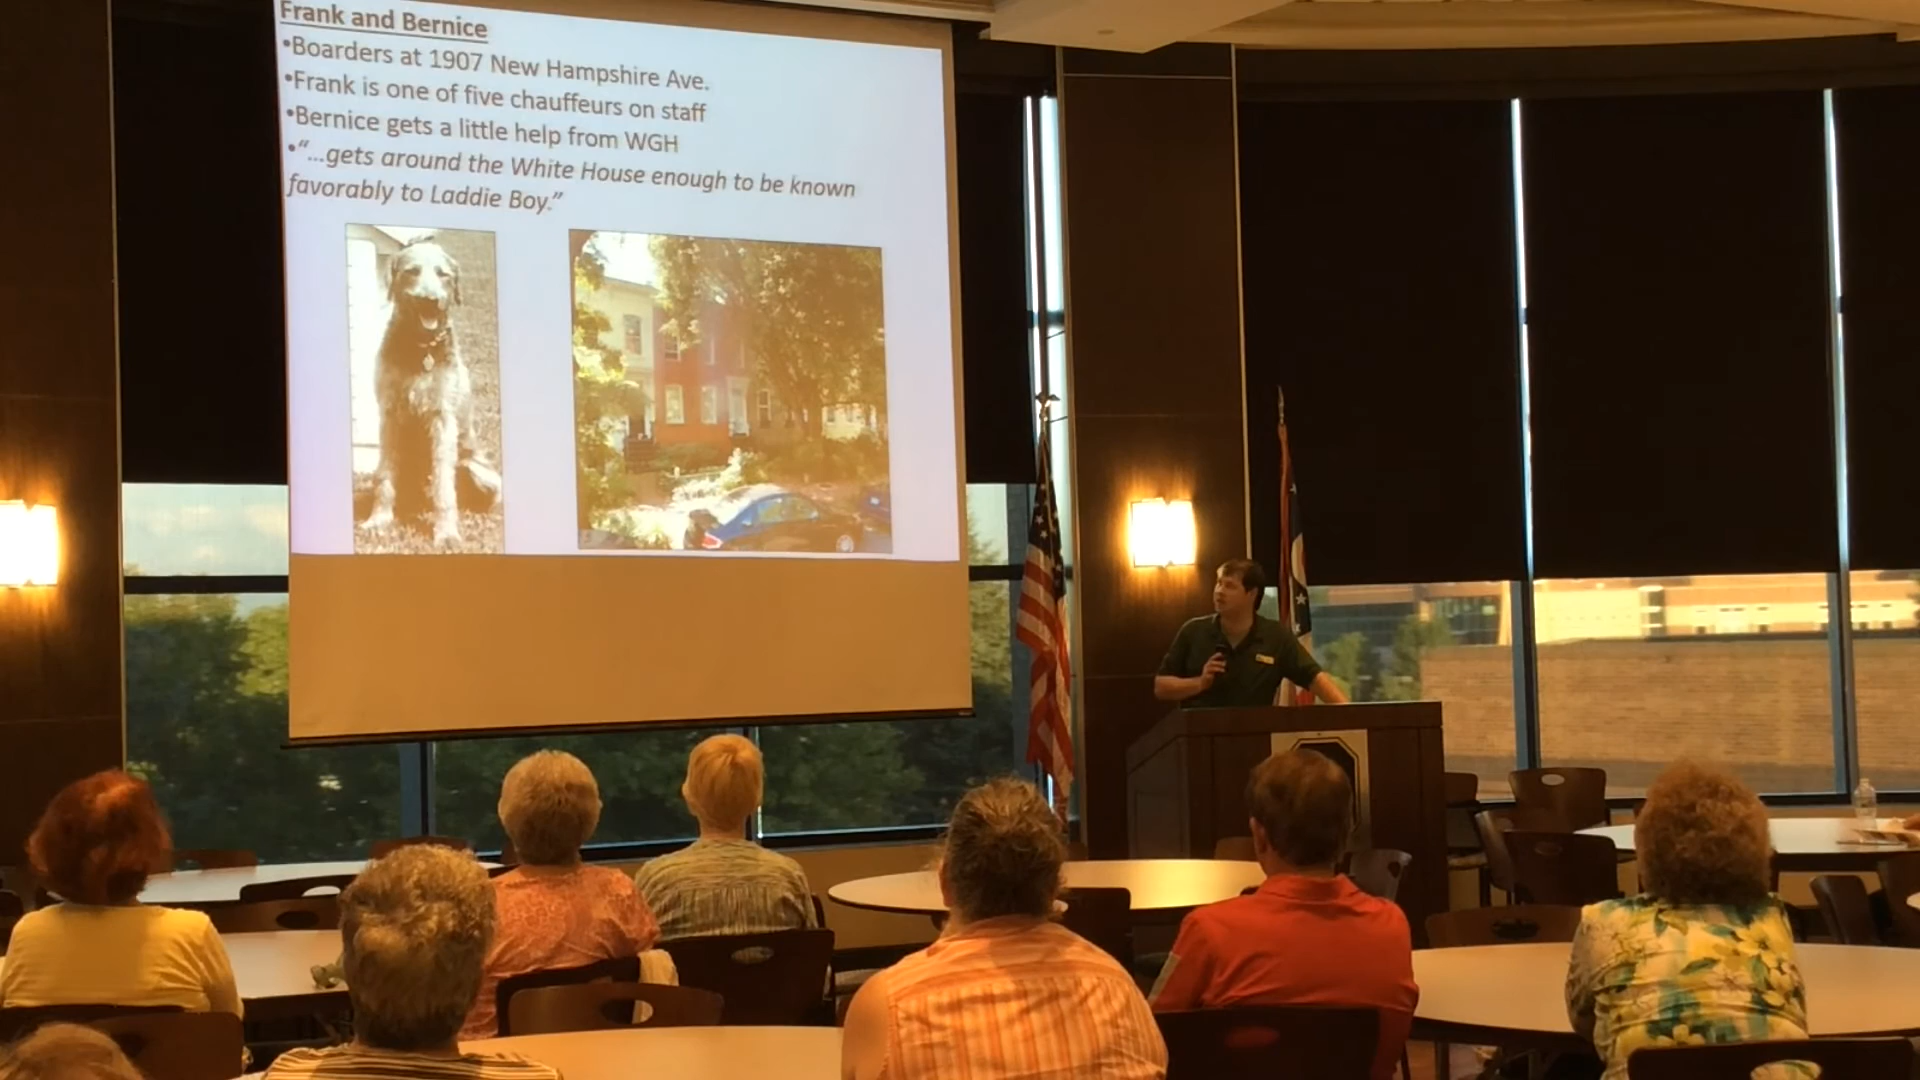 Frank and Bernice
•Boarders at 1907 New Hampshire Ave.
•Frank is one of five chauffeurs on staff
•Bernice gets a little help from WGH
•“…gets around the White House enough to be known
favorably to Laddie Boy.”